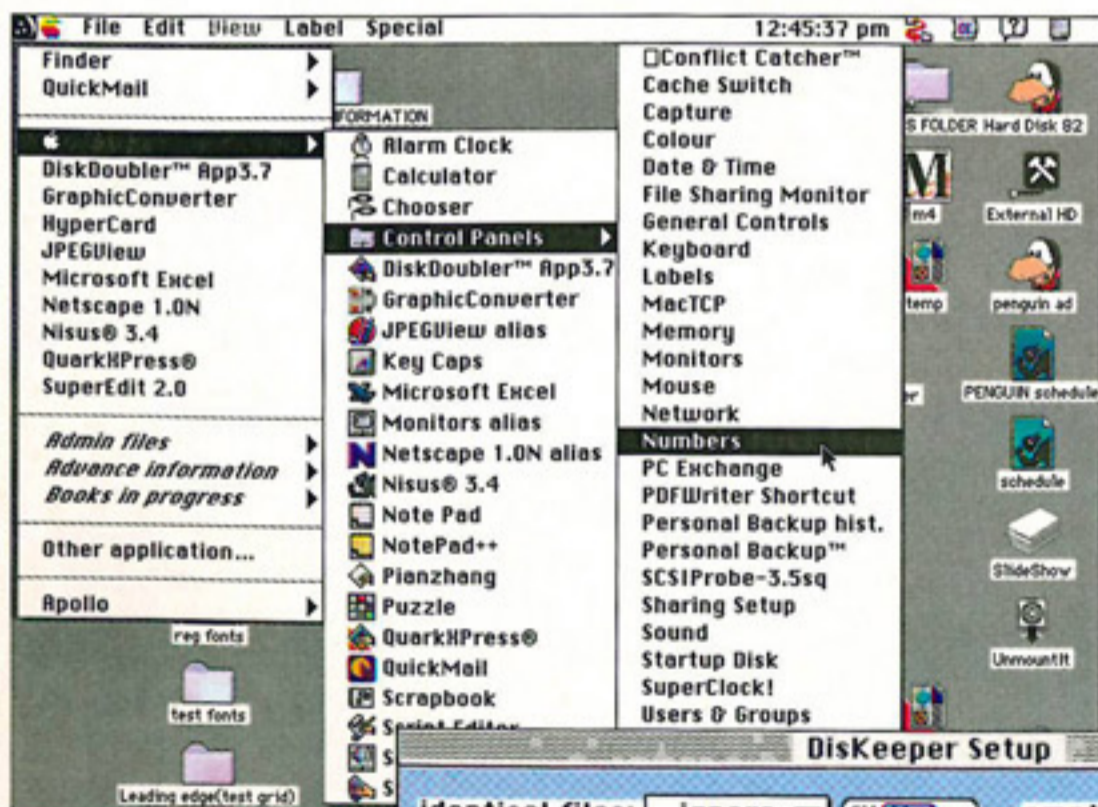 File Edit View Label Special 12:45:37 pm
Finder
QuickMail
DiskDoubler™ App3.7
GraphicConverter
HyperCard
JPEGView
Microsoft Excel
Netscape 1.0N
Nisus® 3.4
QuarkXPress®
SuperEdit 2.0
Admin files
Advance information
Books in progress
Other application...
Apollo
FORMATION
Alarm Clock
Calculator
Chooser
Control Panels
DiskDoubler™ App3.7
GraphicConverter
JPEGView alias
Key Caps
Microsoft Excel
Monitors alias
Netscape 1.0N alias
Nisus® 3.4
Note Pad
NotePad++
Pianzhang
Puzzle
QuarkXPress®
QuickMail
Scrapbook
Script Editor
S
S
Conflict Catcher™
Cache Switch
Capture
Colour
Date & Time
File Sharing Monitor
General Controls
Keyboard
Labels
MacTCP
Memory
Monitors
Mouse
Network
Numbers
PC Exchange
PDFWriter Shortcut
Personal Backup hist.
Personal Backup™
SCSIProbe-3.5sq
Sharing Setup
Sound
Startup Disk
SuperClock!
Users & Groups
S FOLDER
Hard Disk 82
m4
External HD
temp
penguin ad
er
PENGUIN schedule
schedule
SlideShow
UnmountIt
reg fonts
test fonts
Leading edge(test grid)
DisKeeper Setup
identical files: